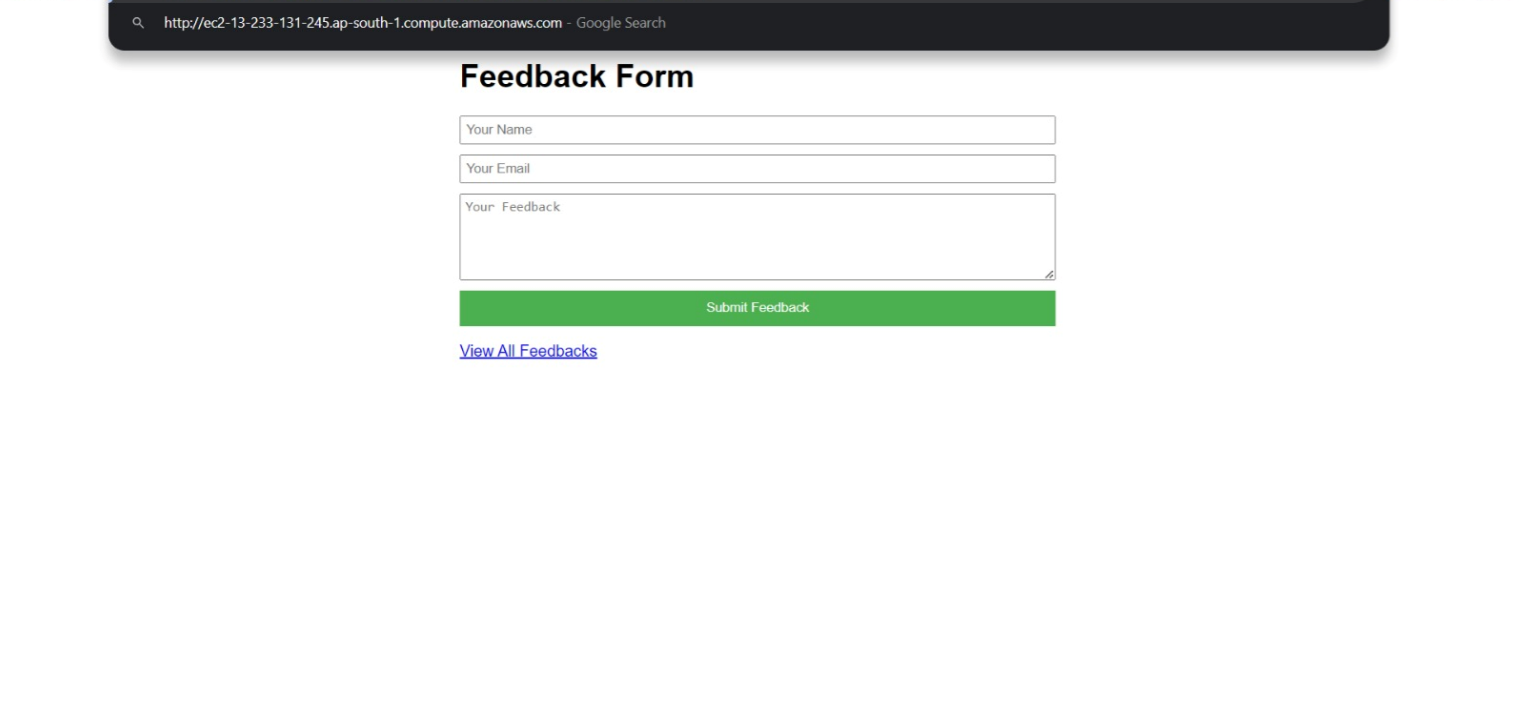 http://ec2-13-233-131-245.ap-south-1.compute.amazonaws.com - Google Search
Feedback Form
Your Name
Your Email
Your Feedback
Submit Feedback
View All Feedbacks